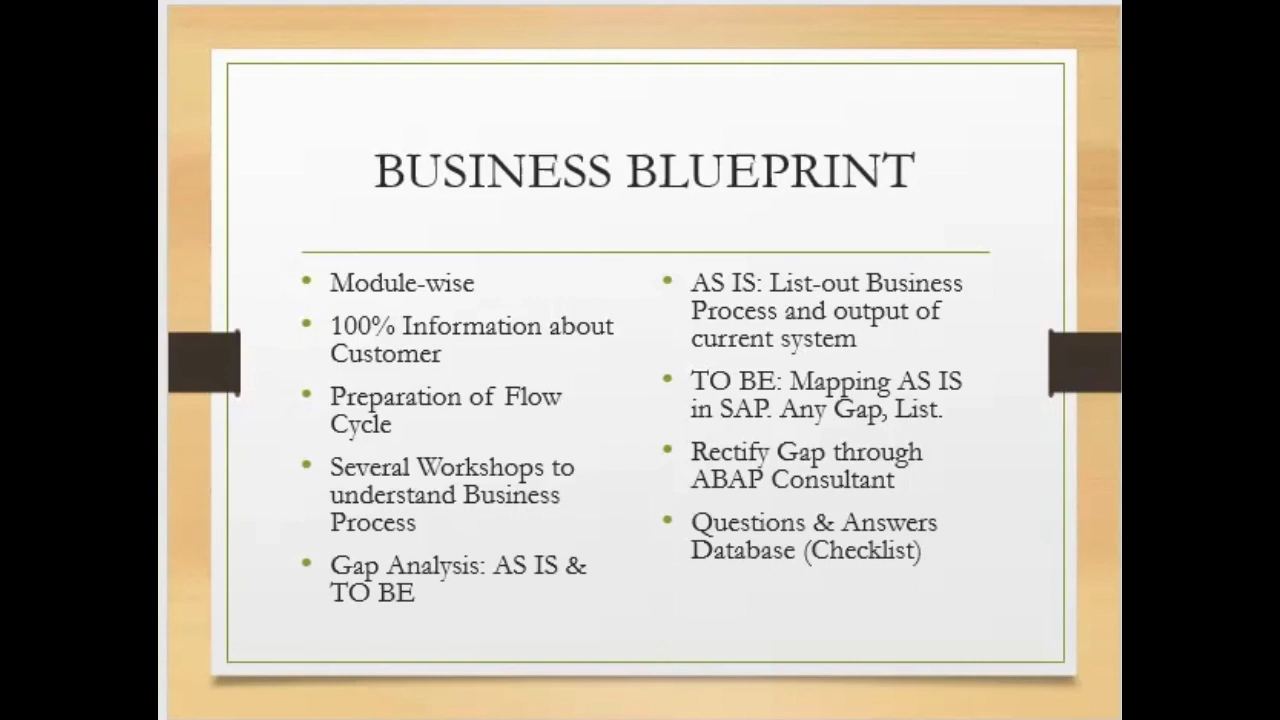 BUSINESS BLUEPRINT
• Module-wise
• 100% Information about
Customer
• Preparation of Flow
Cycle
• Several Workshops to
understand Business
Process
• Gap Analysis: AS IS &
TO BE
• AS IS: List-out Business
Process and output of
current system
• TO BE: Mapping AS IS
in SAP. Any Gap, List.
• Rectify Gap through
ABAP Consultant
• Questions & Answers
Database (Checklist)